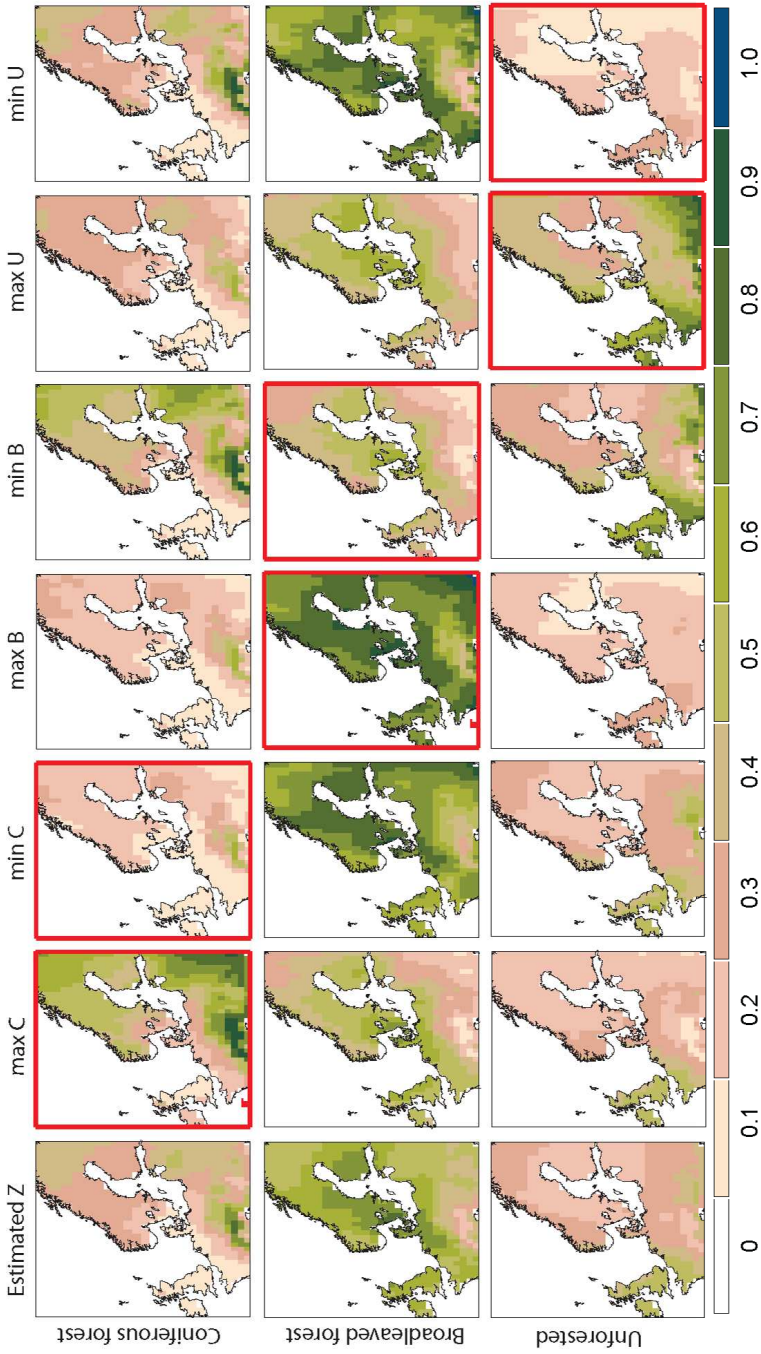 Estimated Z max C min C max B min B max U min U
Coniferous forest
Broadleaved forest
Unforested
0 0.1 0.2 0.3 0.4 0.5 0.6 0.7 0.8 0.9 1.0